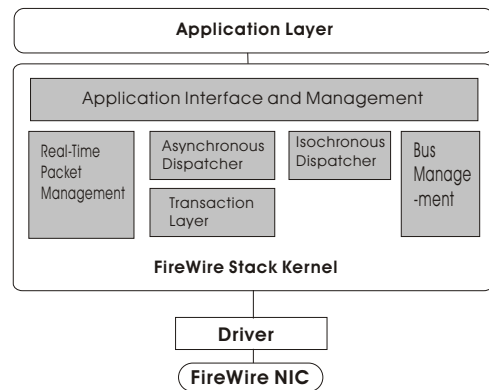 Application Layer
Application Interface and Management
Real-Time
Packet
Management
Asynchronous
Dispatcher
Isochronous
Dispatcher
Bus
Manage
-ment
Transaction
Layer
FireWire Stack Kernel
Driver
FireWire NIC